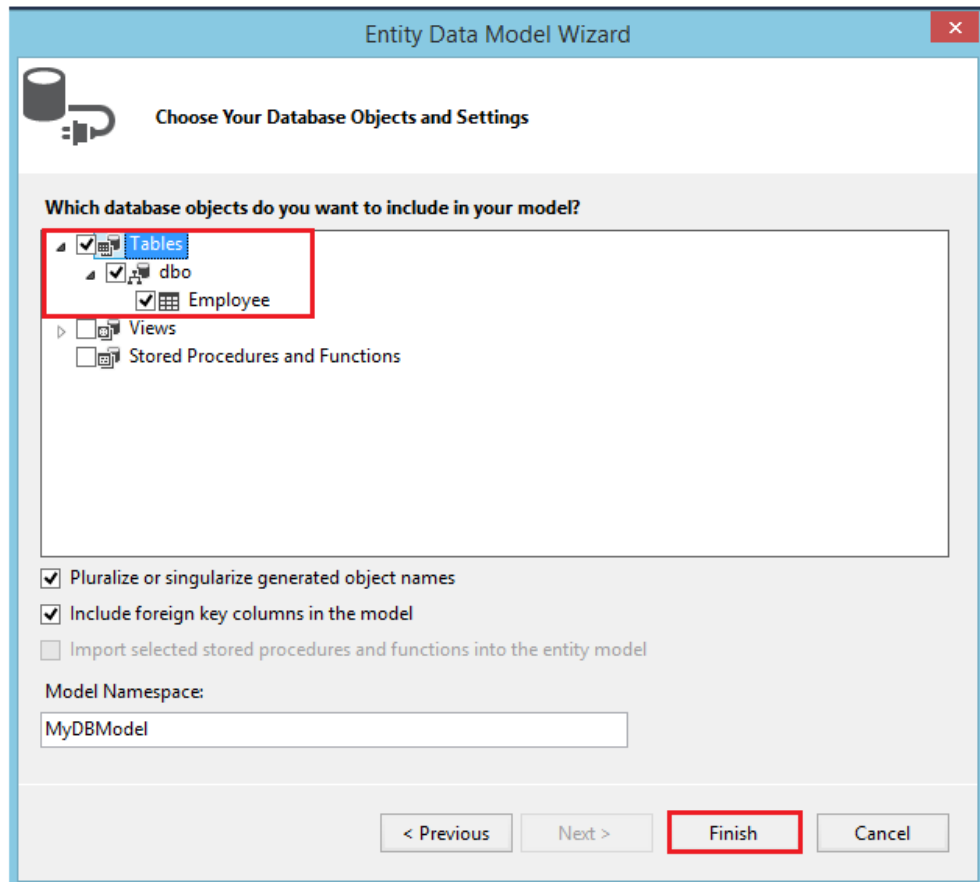 Entity Data Model Wizard
Choose Your Database Objects and Settings
Which database objects do you want to include in your model?
Tables
dbo
Employee
Views
Stored Procedures and Functions
Pluralize or singularize generated object names
Include foreign key columns in the model
Import selected stored procedures and functions into the entity model
Model Namespace:
MyDBModel
< Previous Next > Finish Cancel